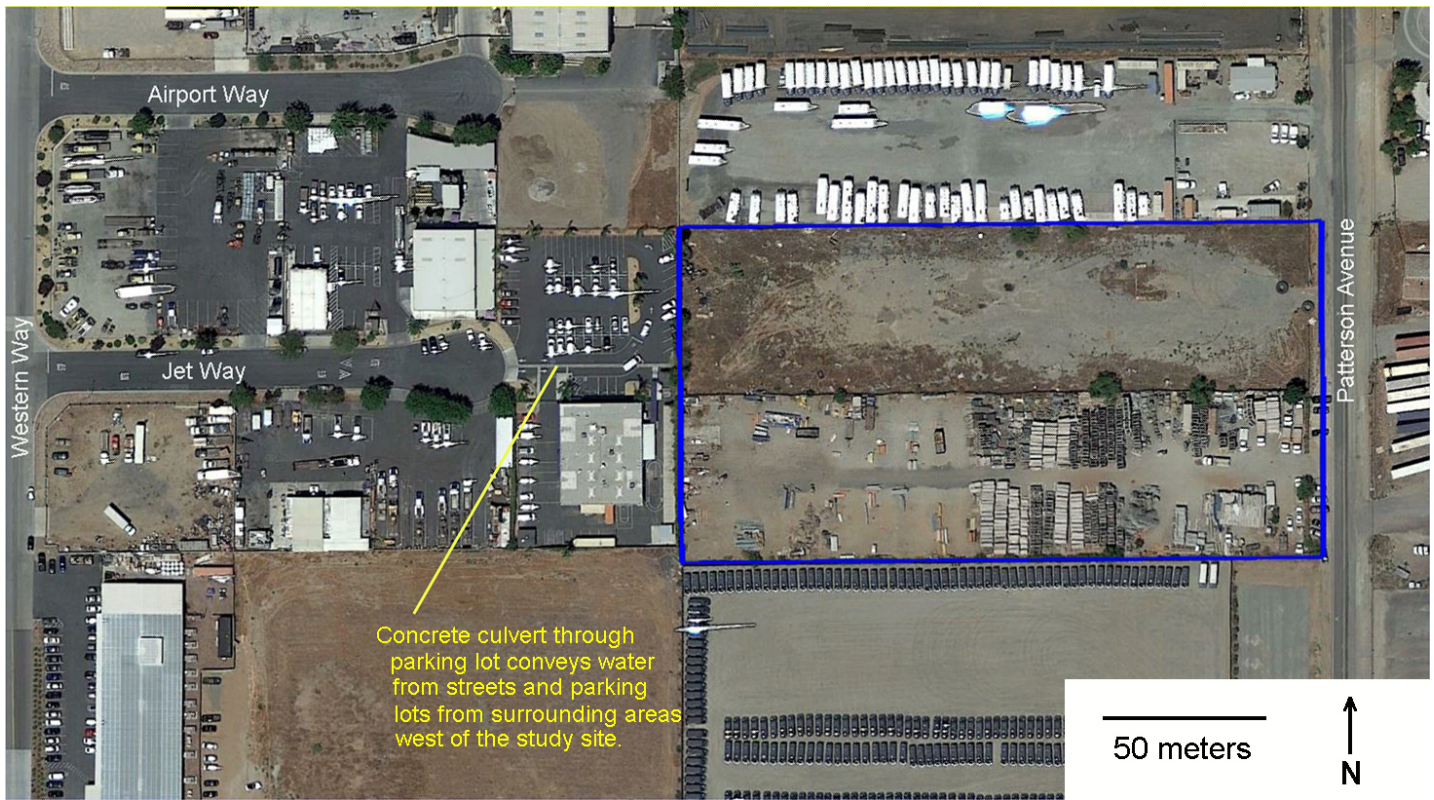 Airport Way
Western Way
Jet Way
Patterson Avenue
Concrete culvert through
parking lot conveys water
from streets and parking
lots from surrounding areas
west of the study site.
50 meters
N